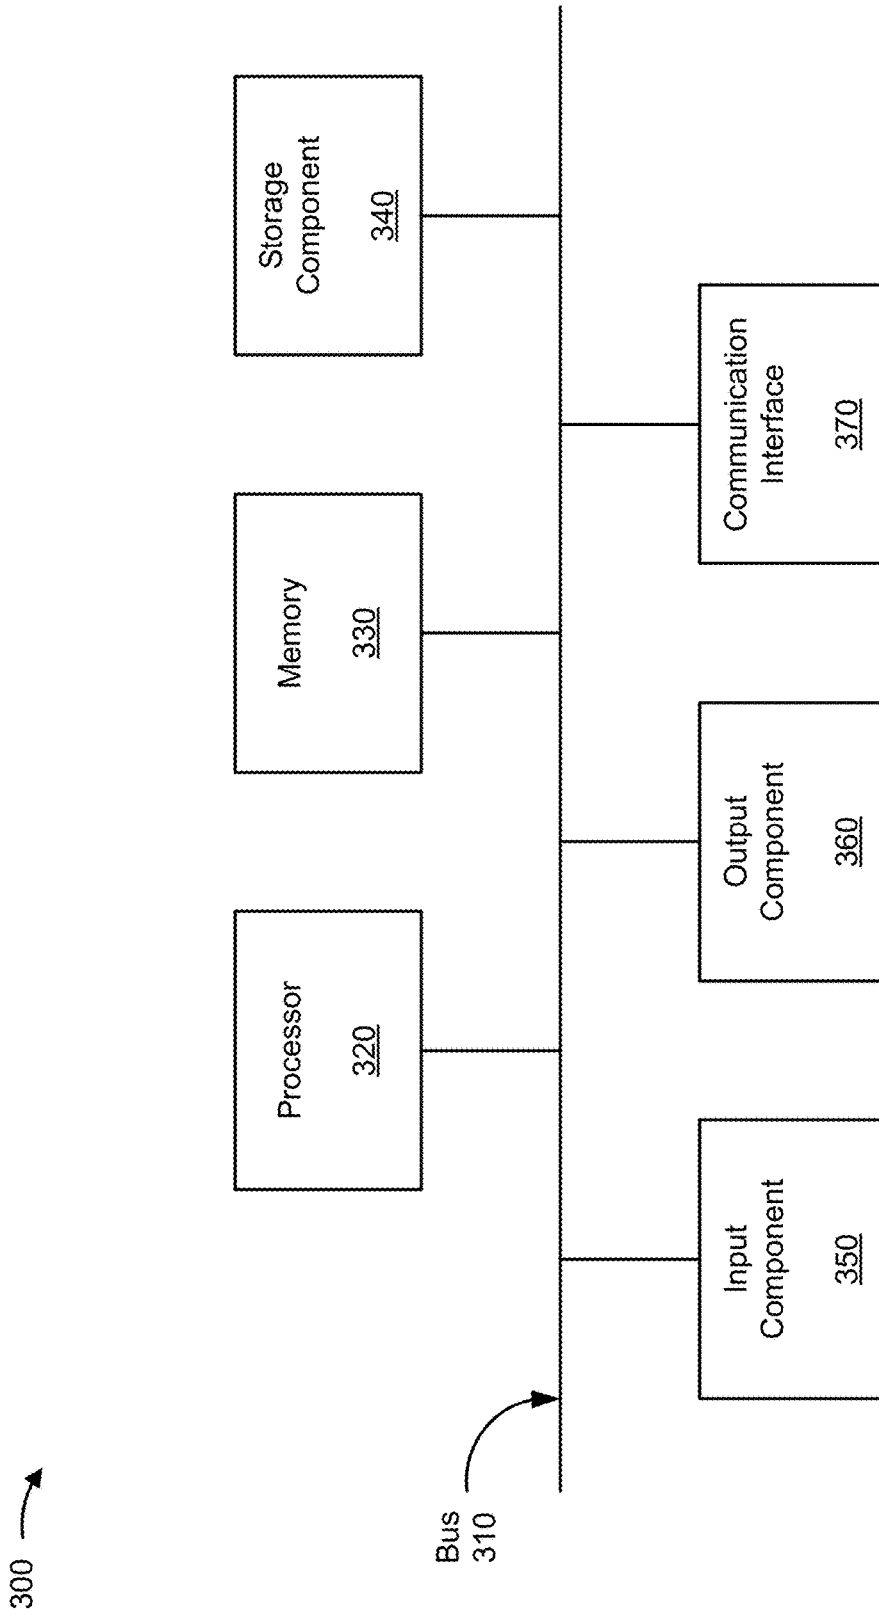 300
Processor
320
Memory
330
Storage
Component
340
Bus
310
Input
Component
350
Output
Component
360
Communication
Interface
370